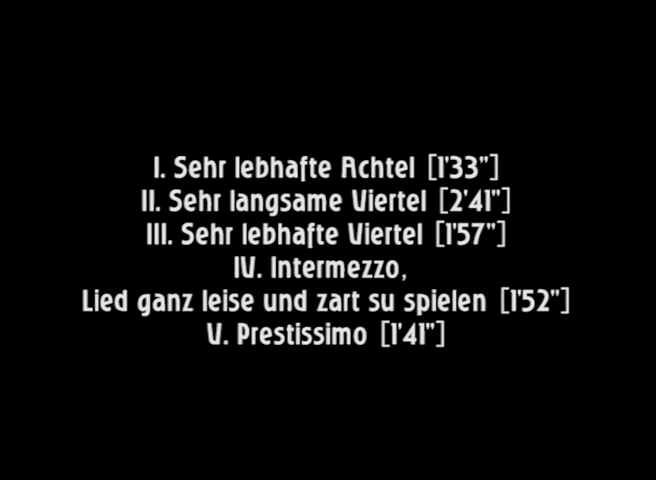 I. Sehr lebhafte Achtel [1'33"]
II. Sehr langsame Viertel [2'41"]
III. Sehr lebhafte Viertel [1'57"]
IV. Intermezzo,
Lied ganz leise und zart su spielen [1'52"]
V. Prestissimo [1'41"]